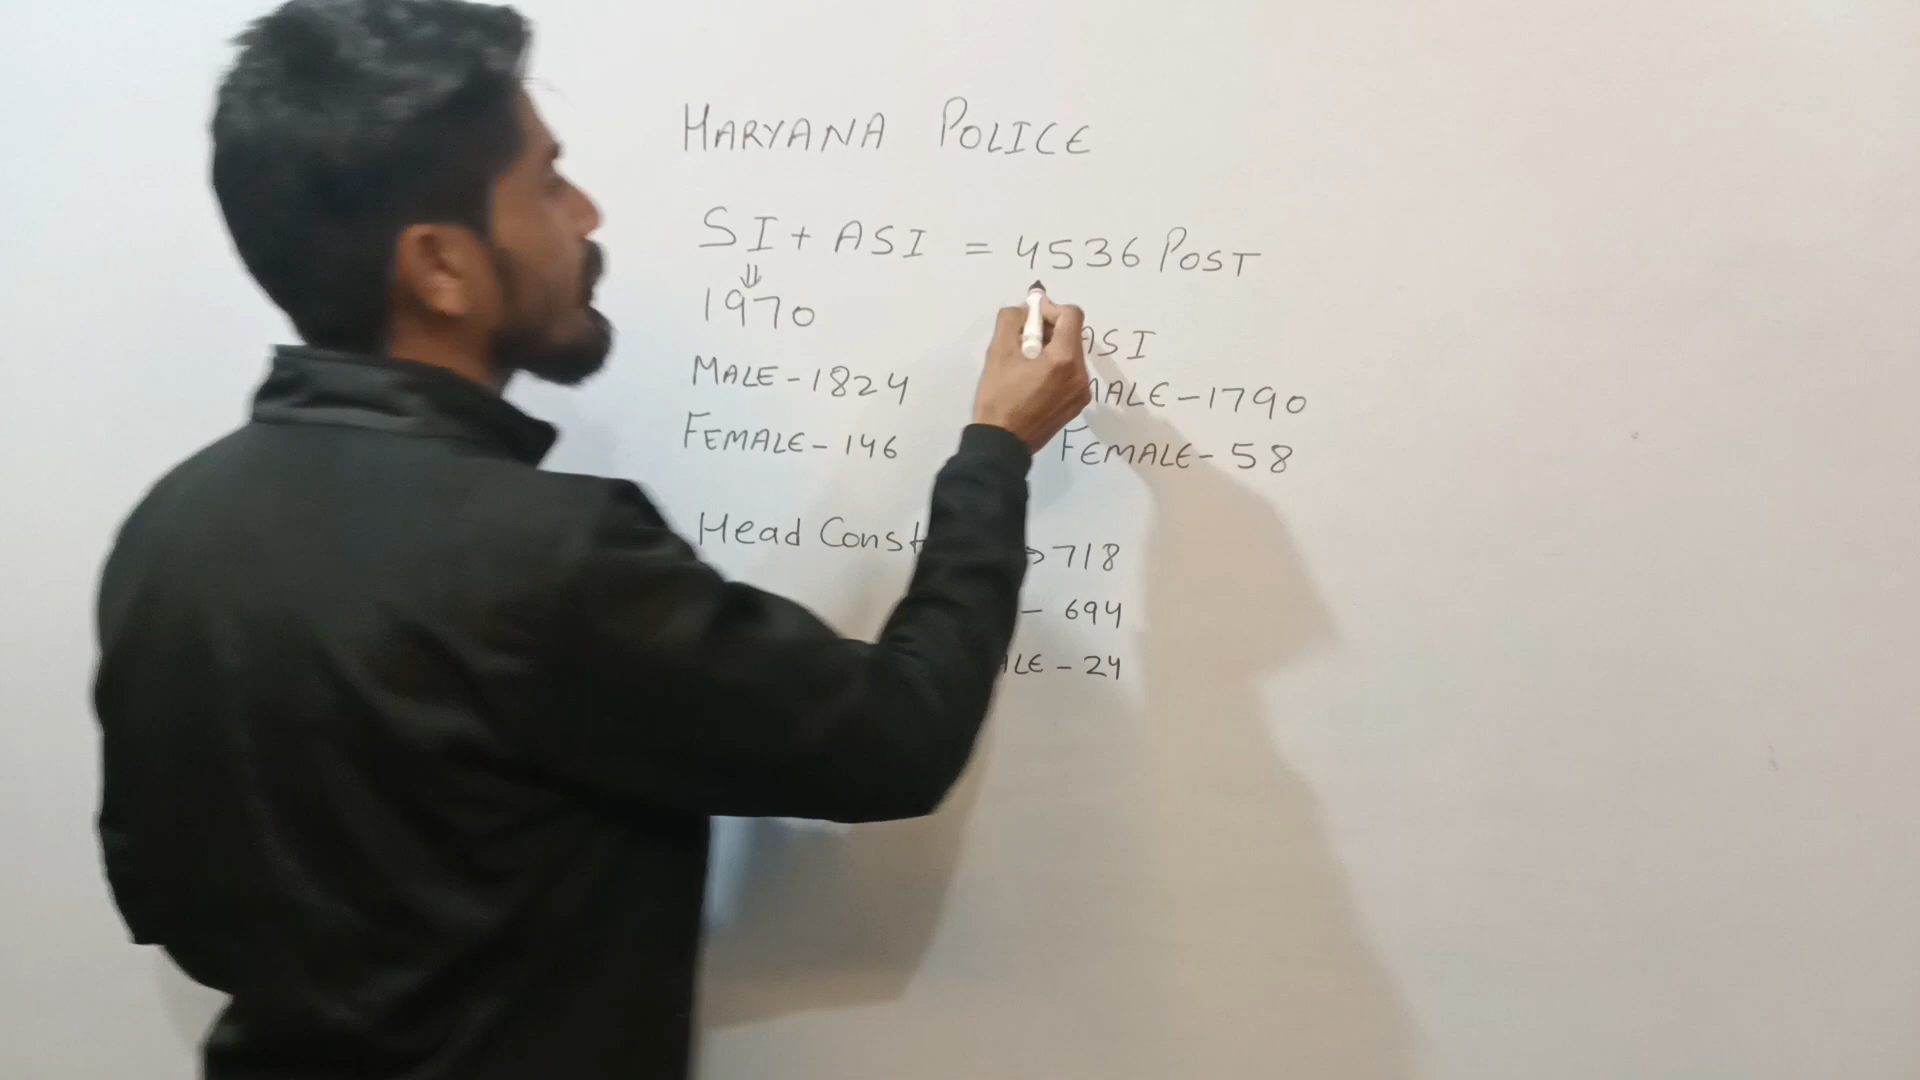 HARYANA POLICE
SI + ASI = 4536 POST
⇓
1970
MALE - 1824
FEMALE - 146
ASI
MALE - 1790
FEMALE - 58
Head Const → 718
- 694
ALE - 24